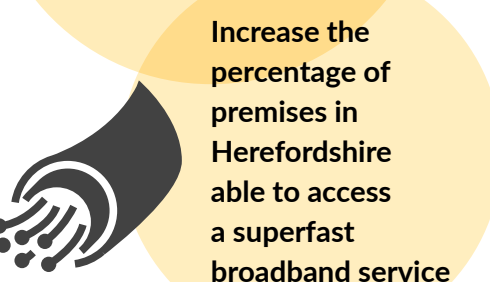 Increase the
percentage of
premises in
Herefordshire
able to access
a superfast
broadband service